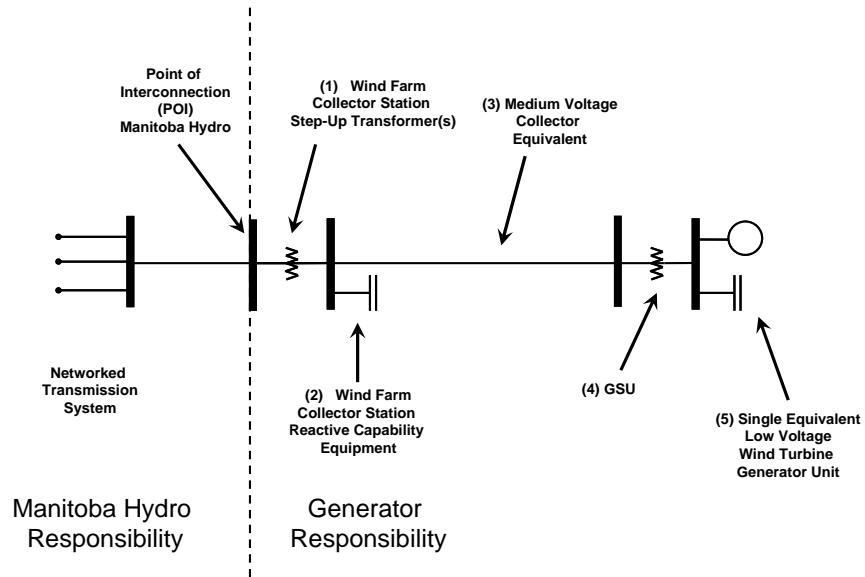 Point of
Interconnection
(POI)
Manitoba Hydro
(1) Wind Farm
Collector Station
Step-Up Transformer(s)
(3) Medium Voltage
Collector
Equivalent
Networked
Transmission
System
(2) Wind Farm
Collector Station
Reactive Capability
Equipment
(4) GSU
(5) Single Equivalent
Low Voltage
Wind Turbine
Generator Unit
Manitoba Hydro
Responsibility
Generator
Responsibility